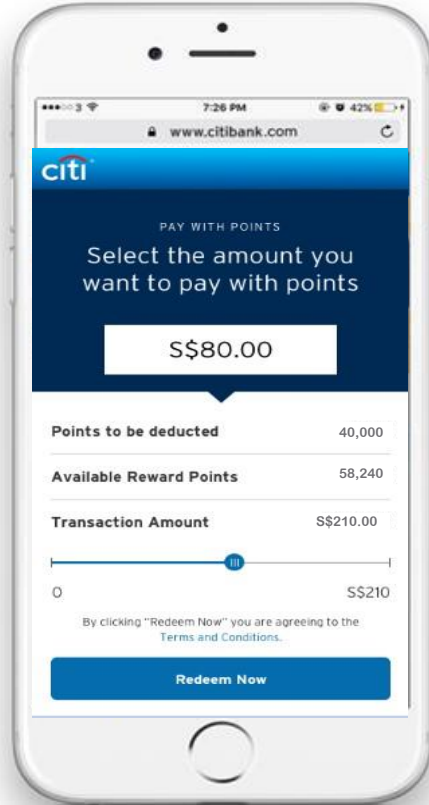 3
7:26 PM
42%
www.citibank.com
citi
PAY WITH POINTS
Select the amount you
want to pay with points
S$80.00
Points to be deducted 40,000
Available Reward Points 58,240
Transaction Amount S$210.00
0 S$210
By clicking "Redeem Now" you are agreeing to the
Terms and Conditions.
Redeem Now